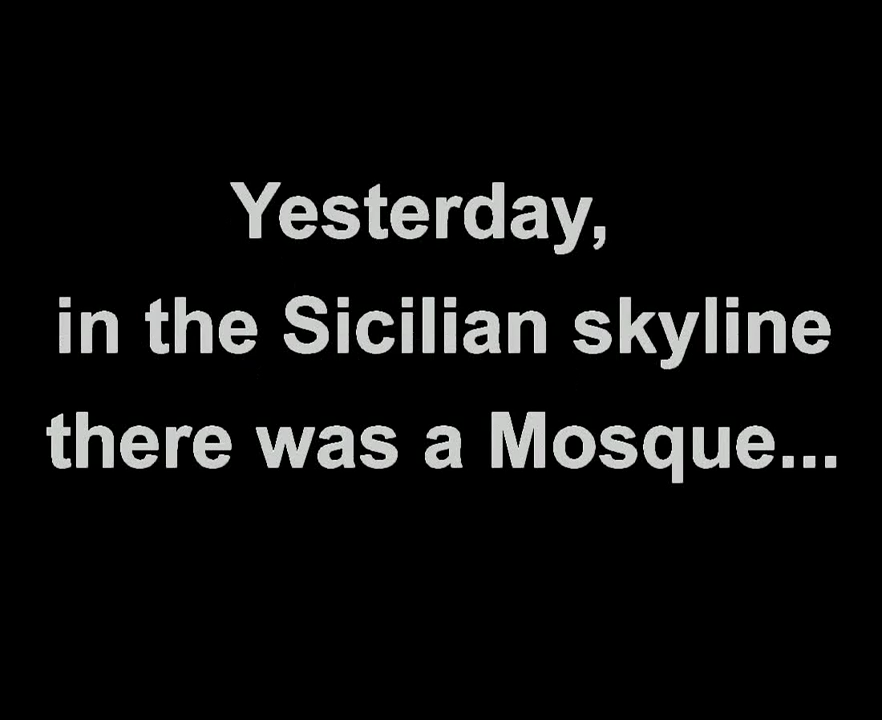 Yesterday,
in the Sicilian skyline
there was a Mosque...